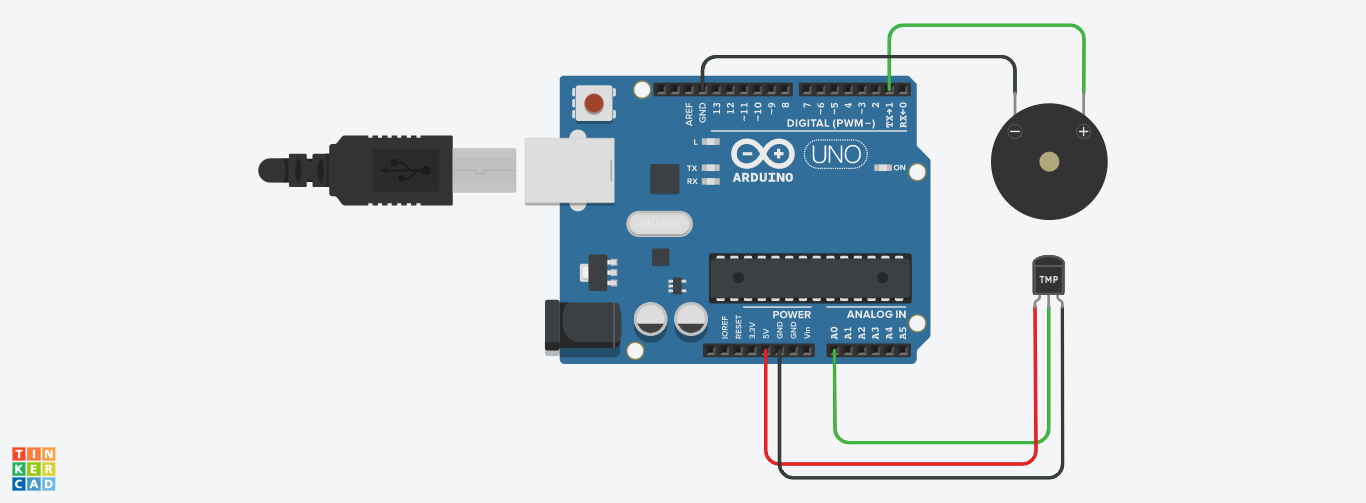 AREF
GND
13
12
~11
~10
~9
8
7
~6
~5
4
~3
2
TX→1
RX←0
DIGITAL (PWM~)
L
TX
RX
ARDUINO
UNO
ON
TMP
POWER
ANALOG IN
IOREF
RESET
3.3V
5V
GND
GND
Vin
A0
A1
A2
A3
A4
A5
TIN
KER
CAD